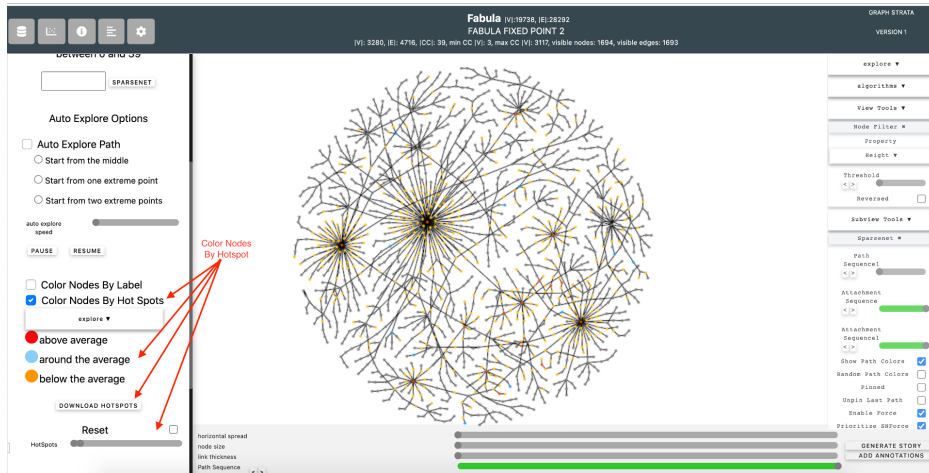 Fabula |V|:19738, |E|:28292
FABULA FIXED POINT 2
|V|: 3280, |E|: 4716, |CC|: 39, min CC |V|: 3, max CC |V|: 3117, visible nodes: 1694, visible edges: 1693
GRAPH STRATA
VERSION 1
between 0 and 39
SPARSENET
Auto Explore Options
Auto Explore Path
Start from the middle
Start from one extreme point
Start from two extreme points
auto explore
speed
PAUSE RESUME
Color Nodes By Label
Color Nodes By Hot Spots
explore ▼
above average
around the average
below the average
DOWNLOAD HOTSPOTS
Reset
HotSpots
Color Nodes
By Hotspot
horizontal spread
node size
link thickness
Path Sequence
< >
explore ▼
algorithms ▼
View Tools ▼
Node Filter ✖
Property
Height ▼
Threshold
< >
Reversed
Subview Tools ▼
Sparsenet ✖
Path
Sequence1
< >
Attachment
Sequence
< >
Attachment
Sequence1
< >
Show Path Colors
Random Path Colors
Pinned
Unpin Last Path
Enable Force
Prioritize SNForce
GENERATE STORY
ADD ANNOTATIONS